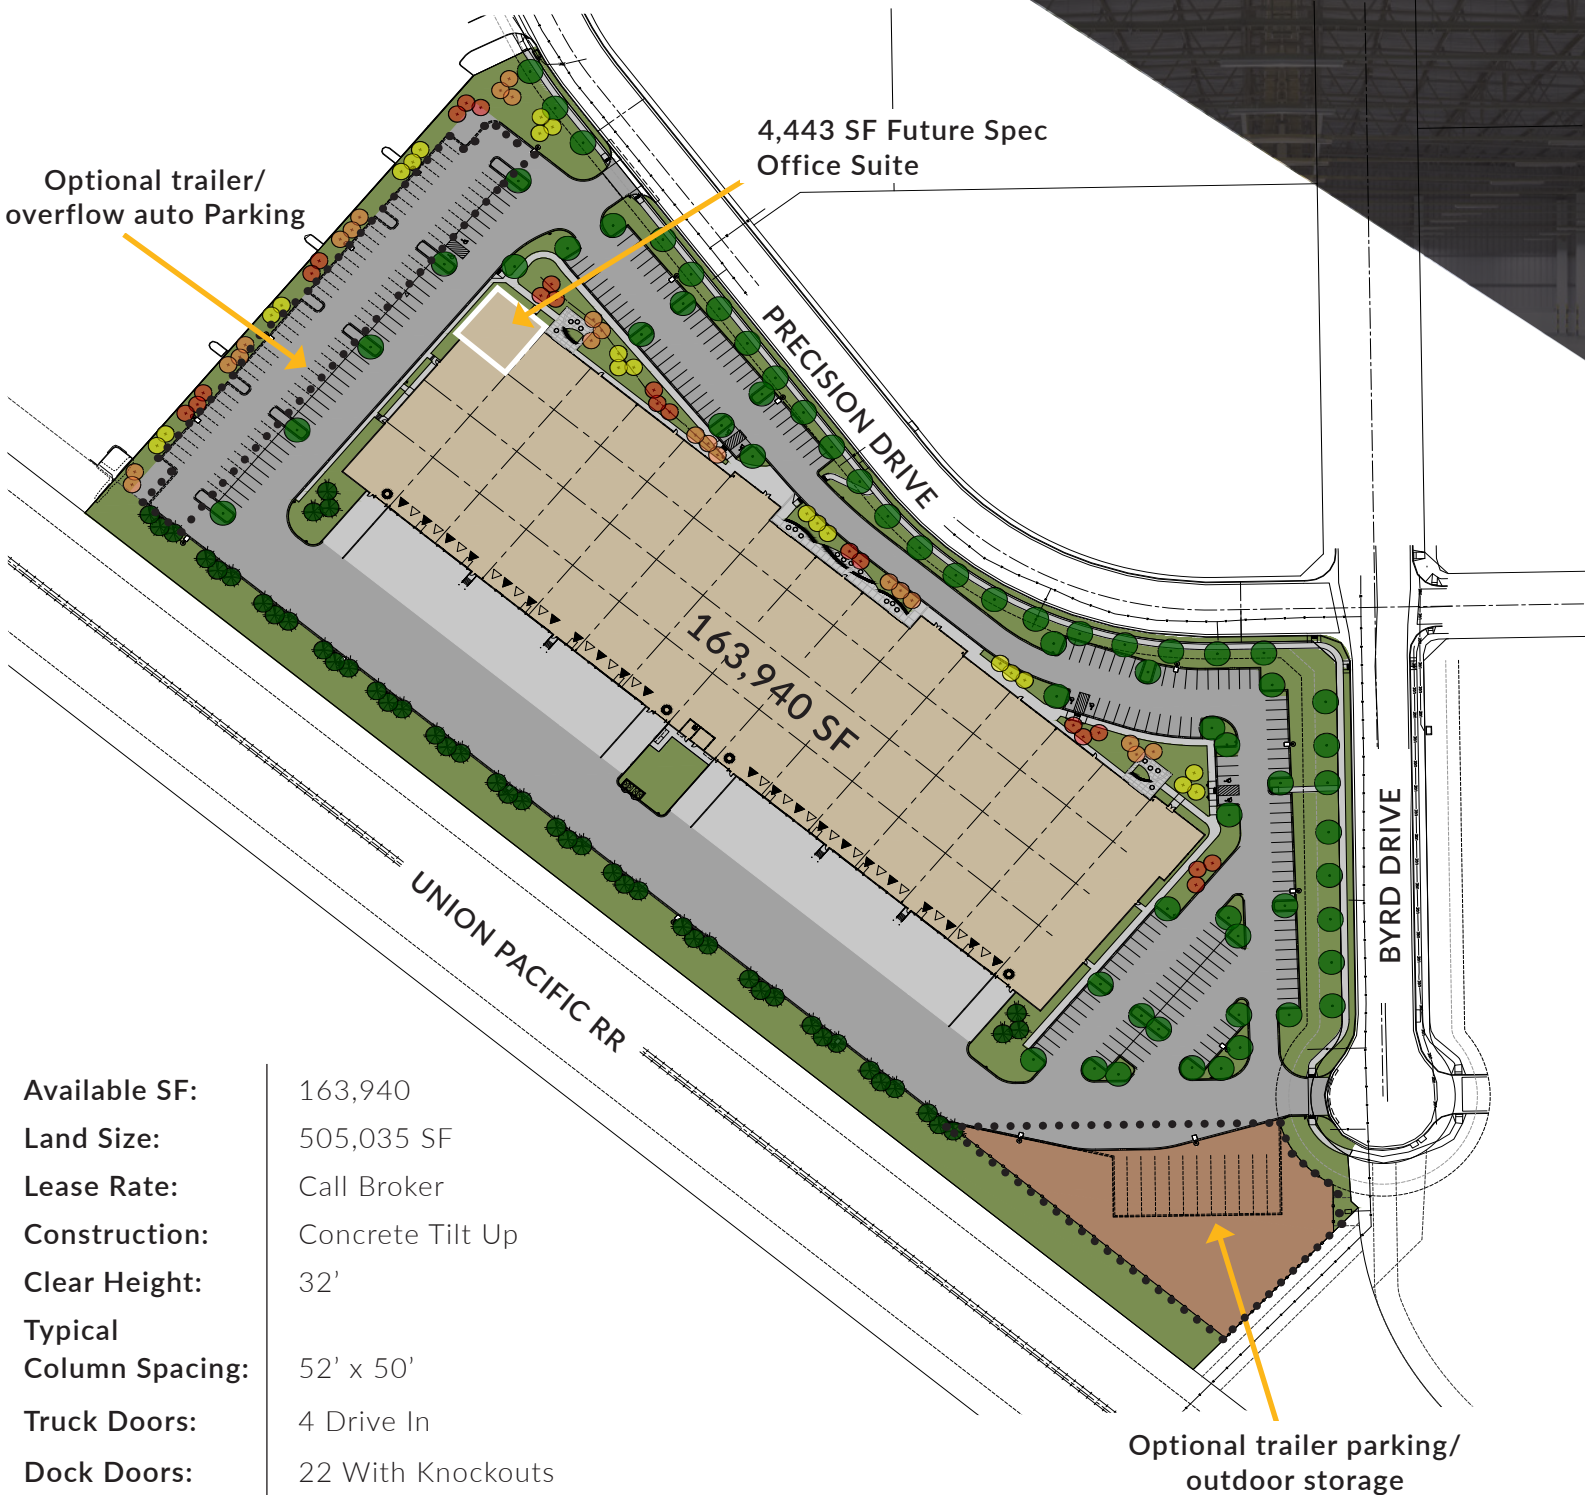 4,443 SF Future Spec
Office Suite
Optional trailer/
overflow auto Parking
PRECISION DRIVE
163,940 SF
BYRD DRIVE
UNION PACIFIC RR
Available SF: 163,940
Land Size: 505,035 SF
Lease Rate: Call Broker
Construction: Concrete Tilt Up
Clear Height: 32’
Typical
Column Spacing: 52’ x 50’
Truck Doors: 4 Drive In
Dock Doors: 22 With Knockouts
Optional trailer parking/
outdoor storage